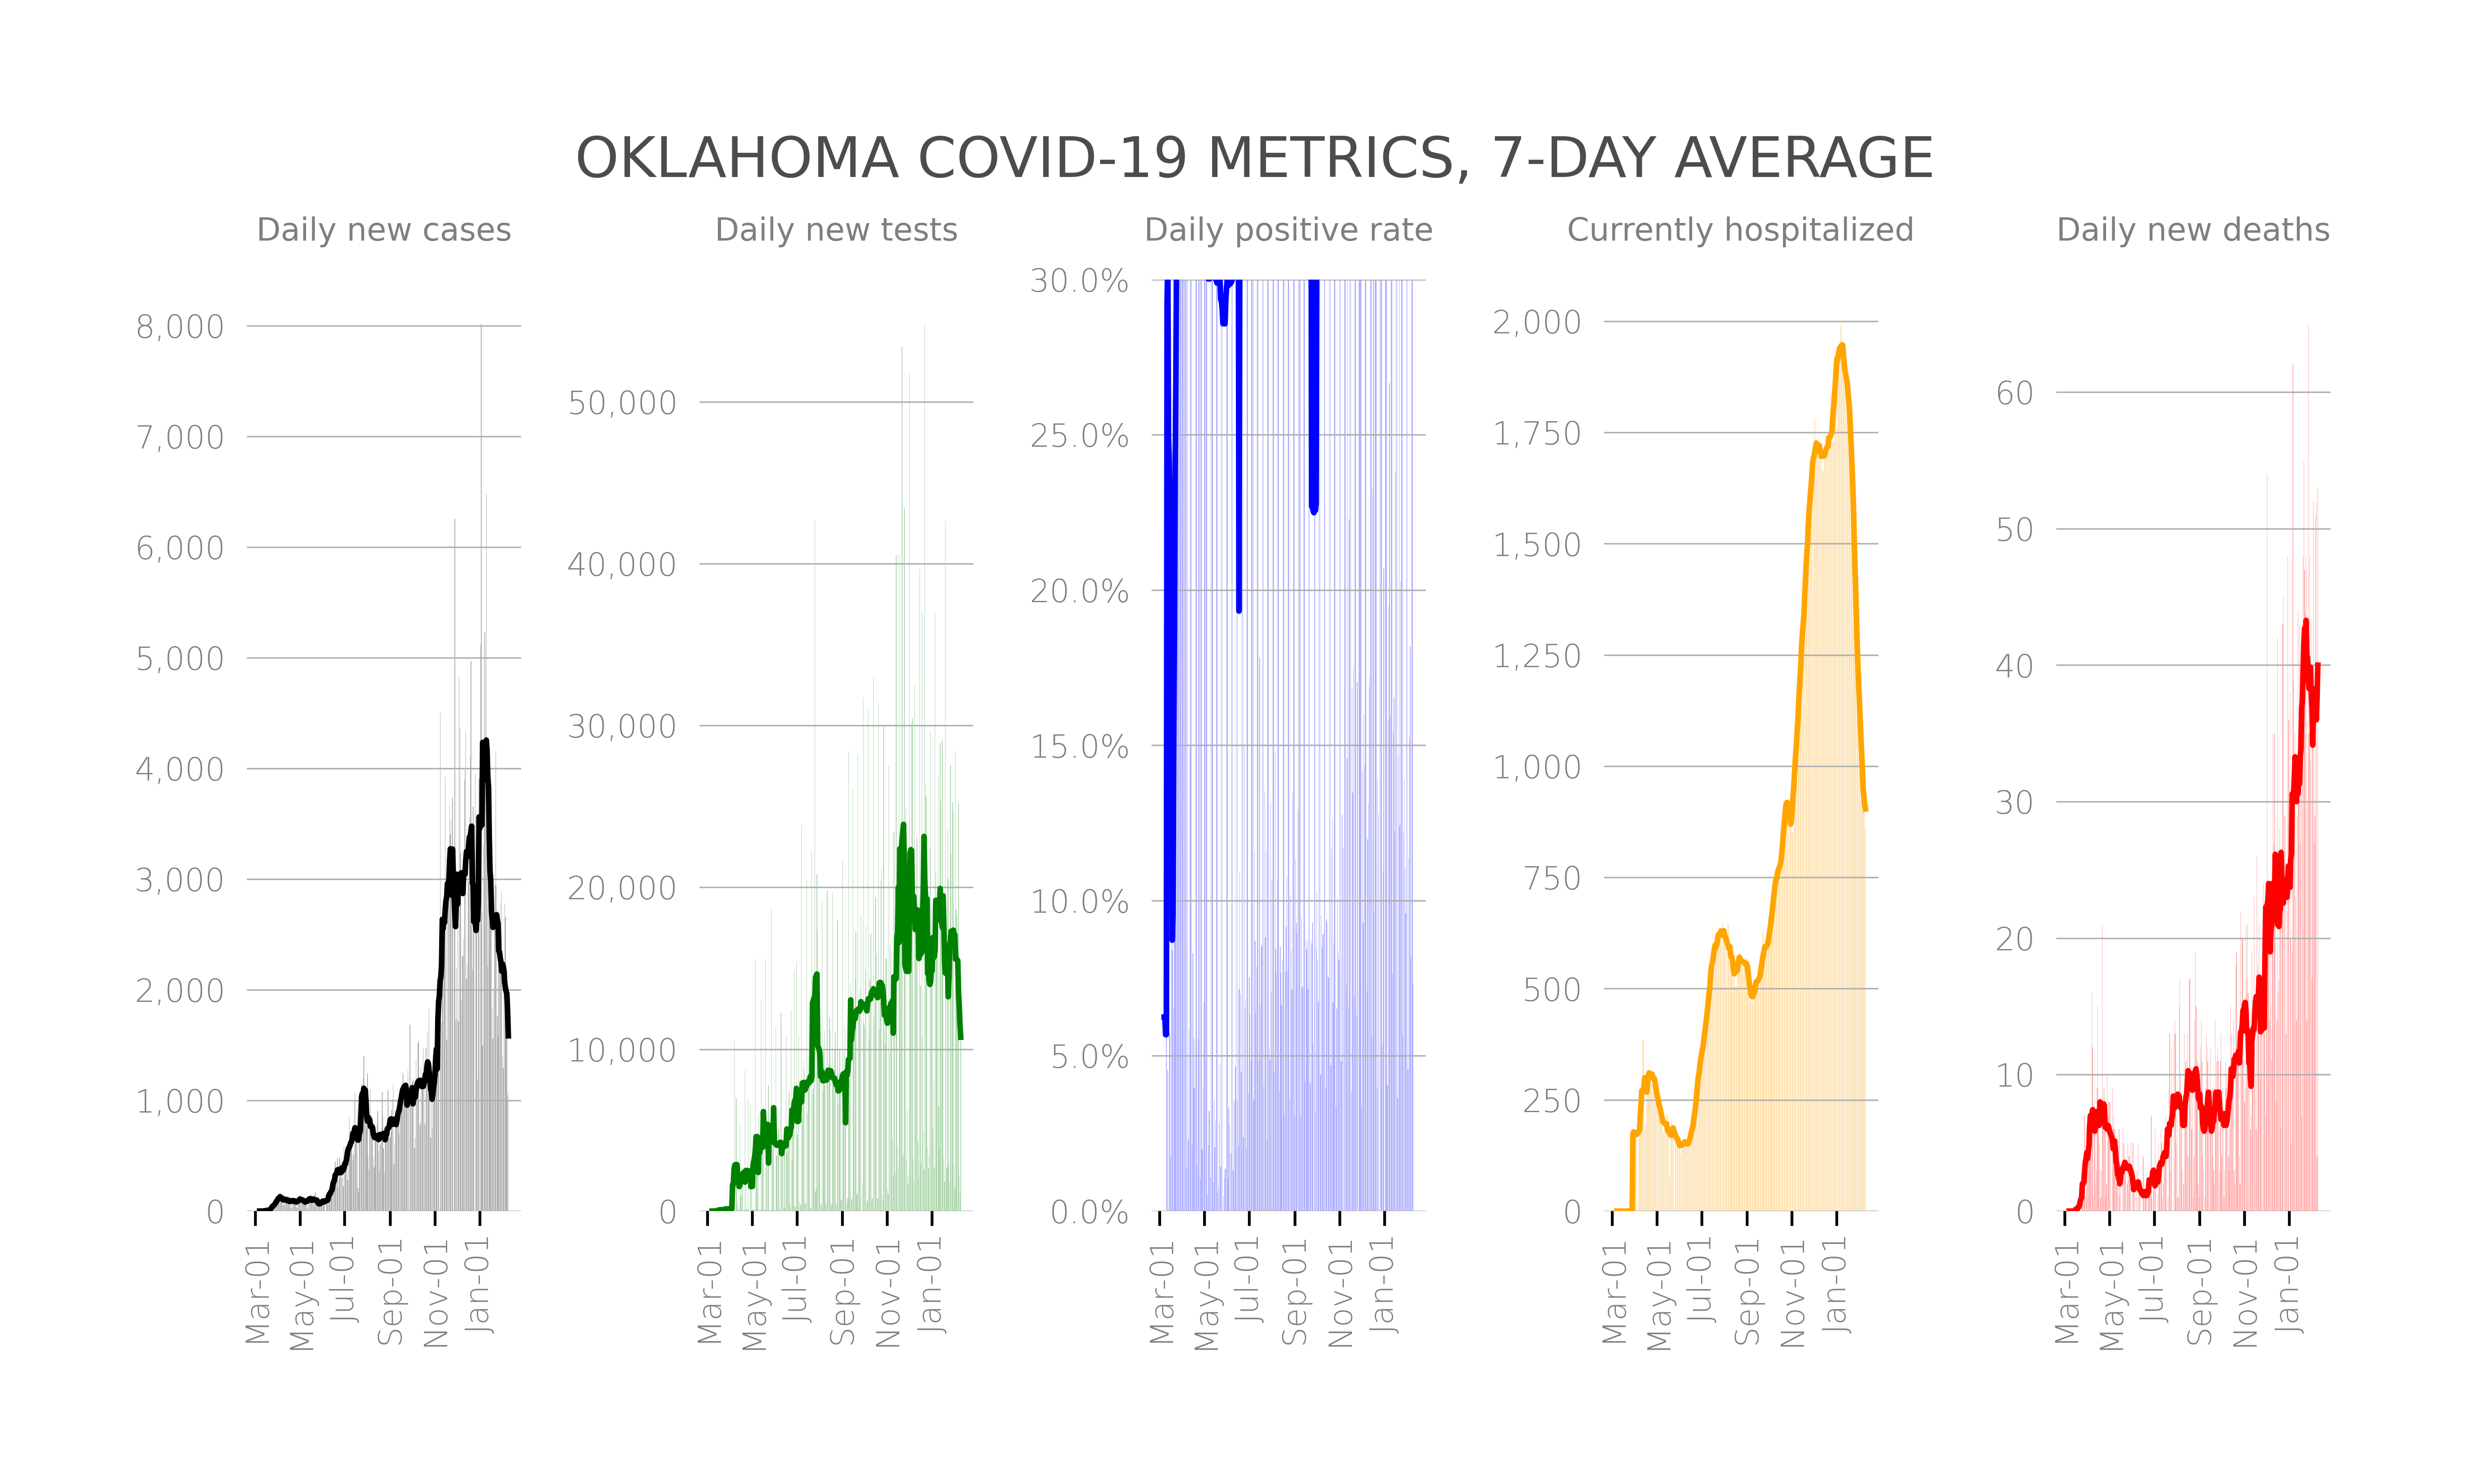 OKLAHOMA COVID-19 METRICS, 7-DAY AVERAGE
Daily new cases
8,000
7,000
6,000
5,000
4,000
3,000
2,000
1,000
0
Mar-01
May-01
Jul-01
Sep-01
Nov-01
Jan-01
Daily new tests
50,000
40,000
30,000
20,000
10,000
0
Mar-01
May-01
Jul-01
Sep-01
Nov-01
Jan-01
Daily positive rate
30.0%
25.0%
20.0%
15.0%
10.0%
5.0%
0.0%
Mar-01
May-01
Jul-01
Sep-01
Nov-01
Jan-01
Currently hospitalized
2,000
1,750
1,500
1,250
1,000
750
500
250
0
Mar-01
May-01
Jul-01
Sep-01
Nov-01
Jan-01
Daily new deaths
60
50
40
30
20
10
0
Mar-01
May-01
Jul-01
Sep-01
Nov-01
Jan-01